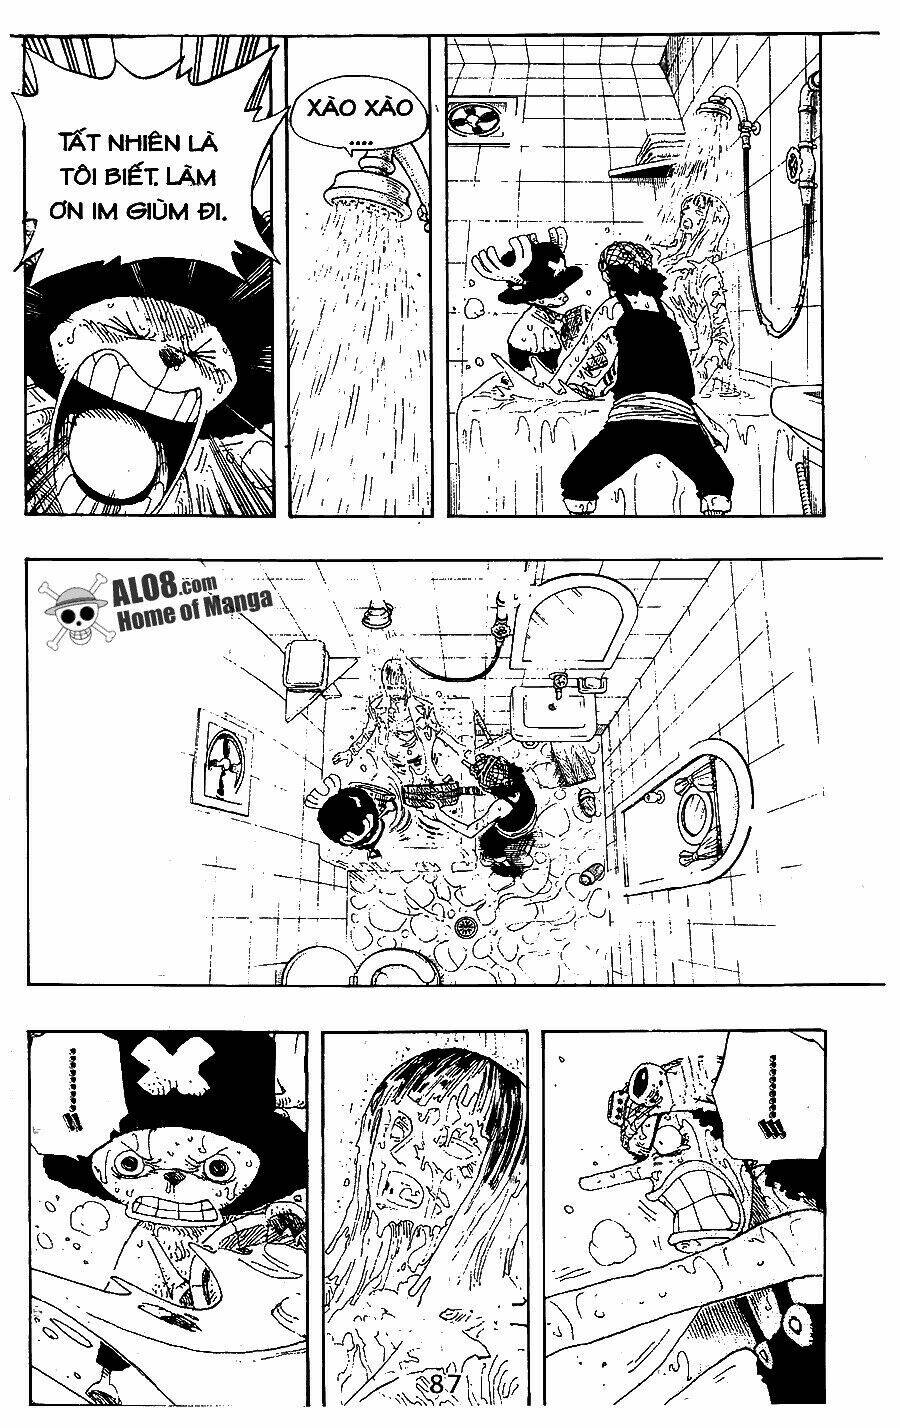 TẤT NHIÊN LÀ
TÔI BIẾT. LÀM
ƠN IM GIÙM ĐI.
XÀO XÀO
....
AL08.com
Home of Manga
87